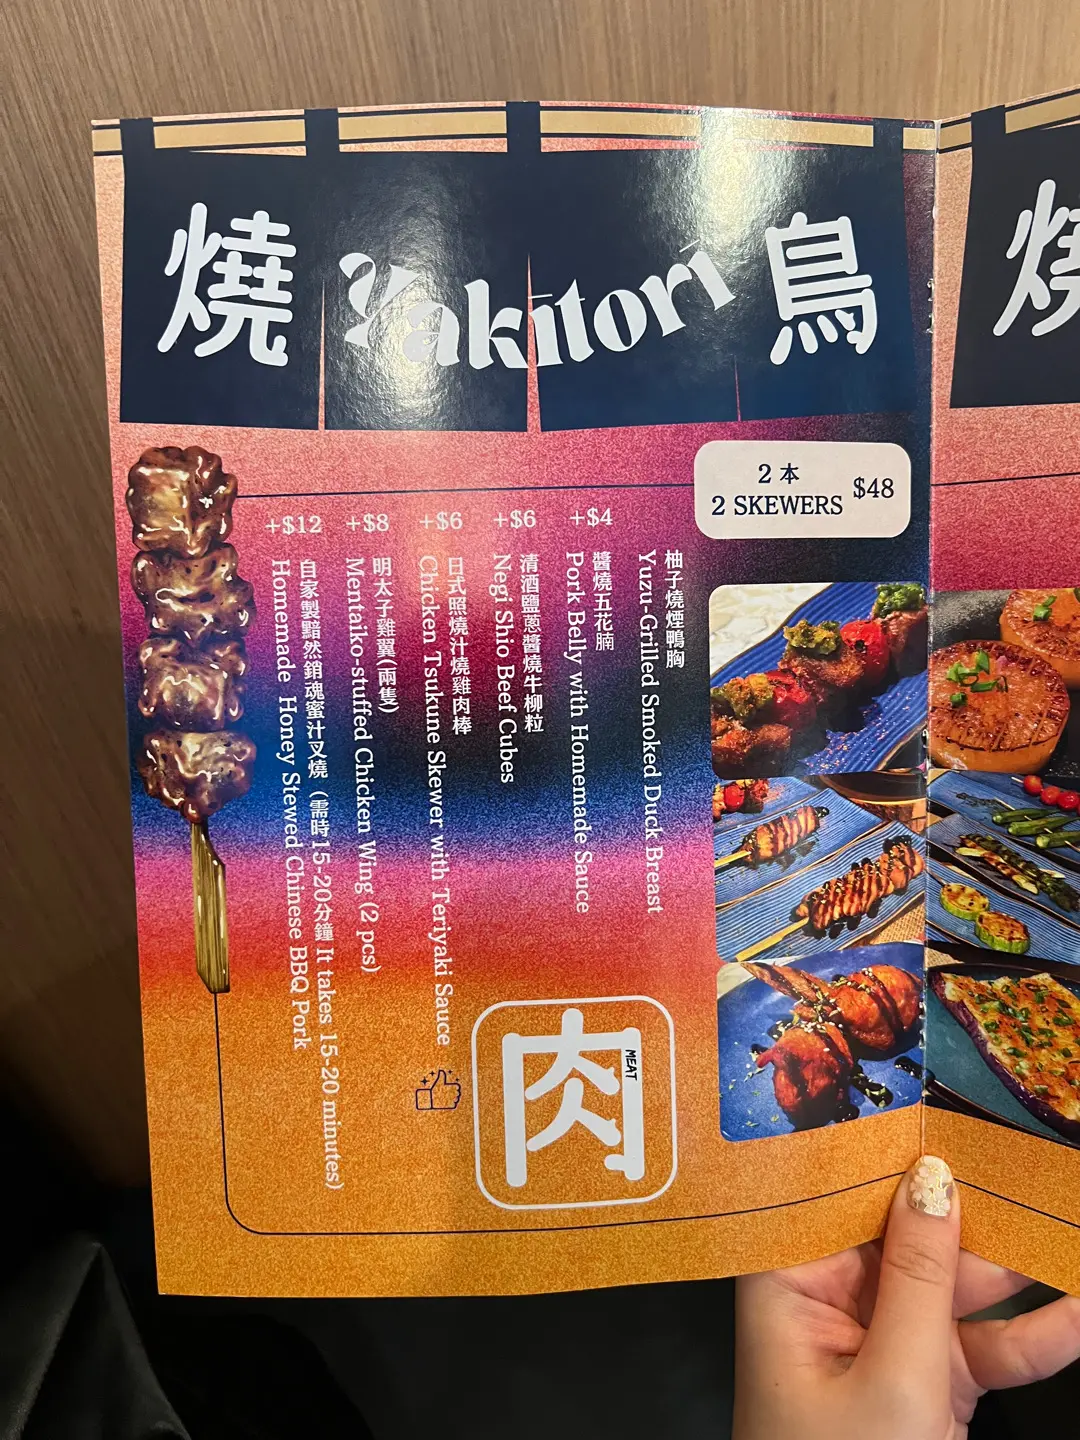 燒 Yakitori 鳥
2 本
2 SKEWERS $48
柚子燒煙鴨胸
Yuzu-Grilled Smoked Duck Breast
+$4
醬燒五花腩
Pork Belly with Homemade Sauce
+$6
清酒鹽蔥醬燒牛柳粒
Negi Shio Beef Cubes
+$6
日式照燒汁燒雞肉棒
Chicken Tsukune Skewer with Teriyaki Sauce
+$8
明太子雞翼(兩隻)
Mentaiko-stuffed Chicken Wing (2 pcs)
+$12
自家製黯然銷魂蜜汁叉燒 (需時15-20分鐘 It takes 15-20 minutes)
Homemade Honey Stewed Chinese BBQ Pork
肉
MEAT
燒